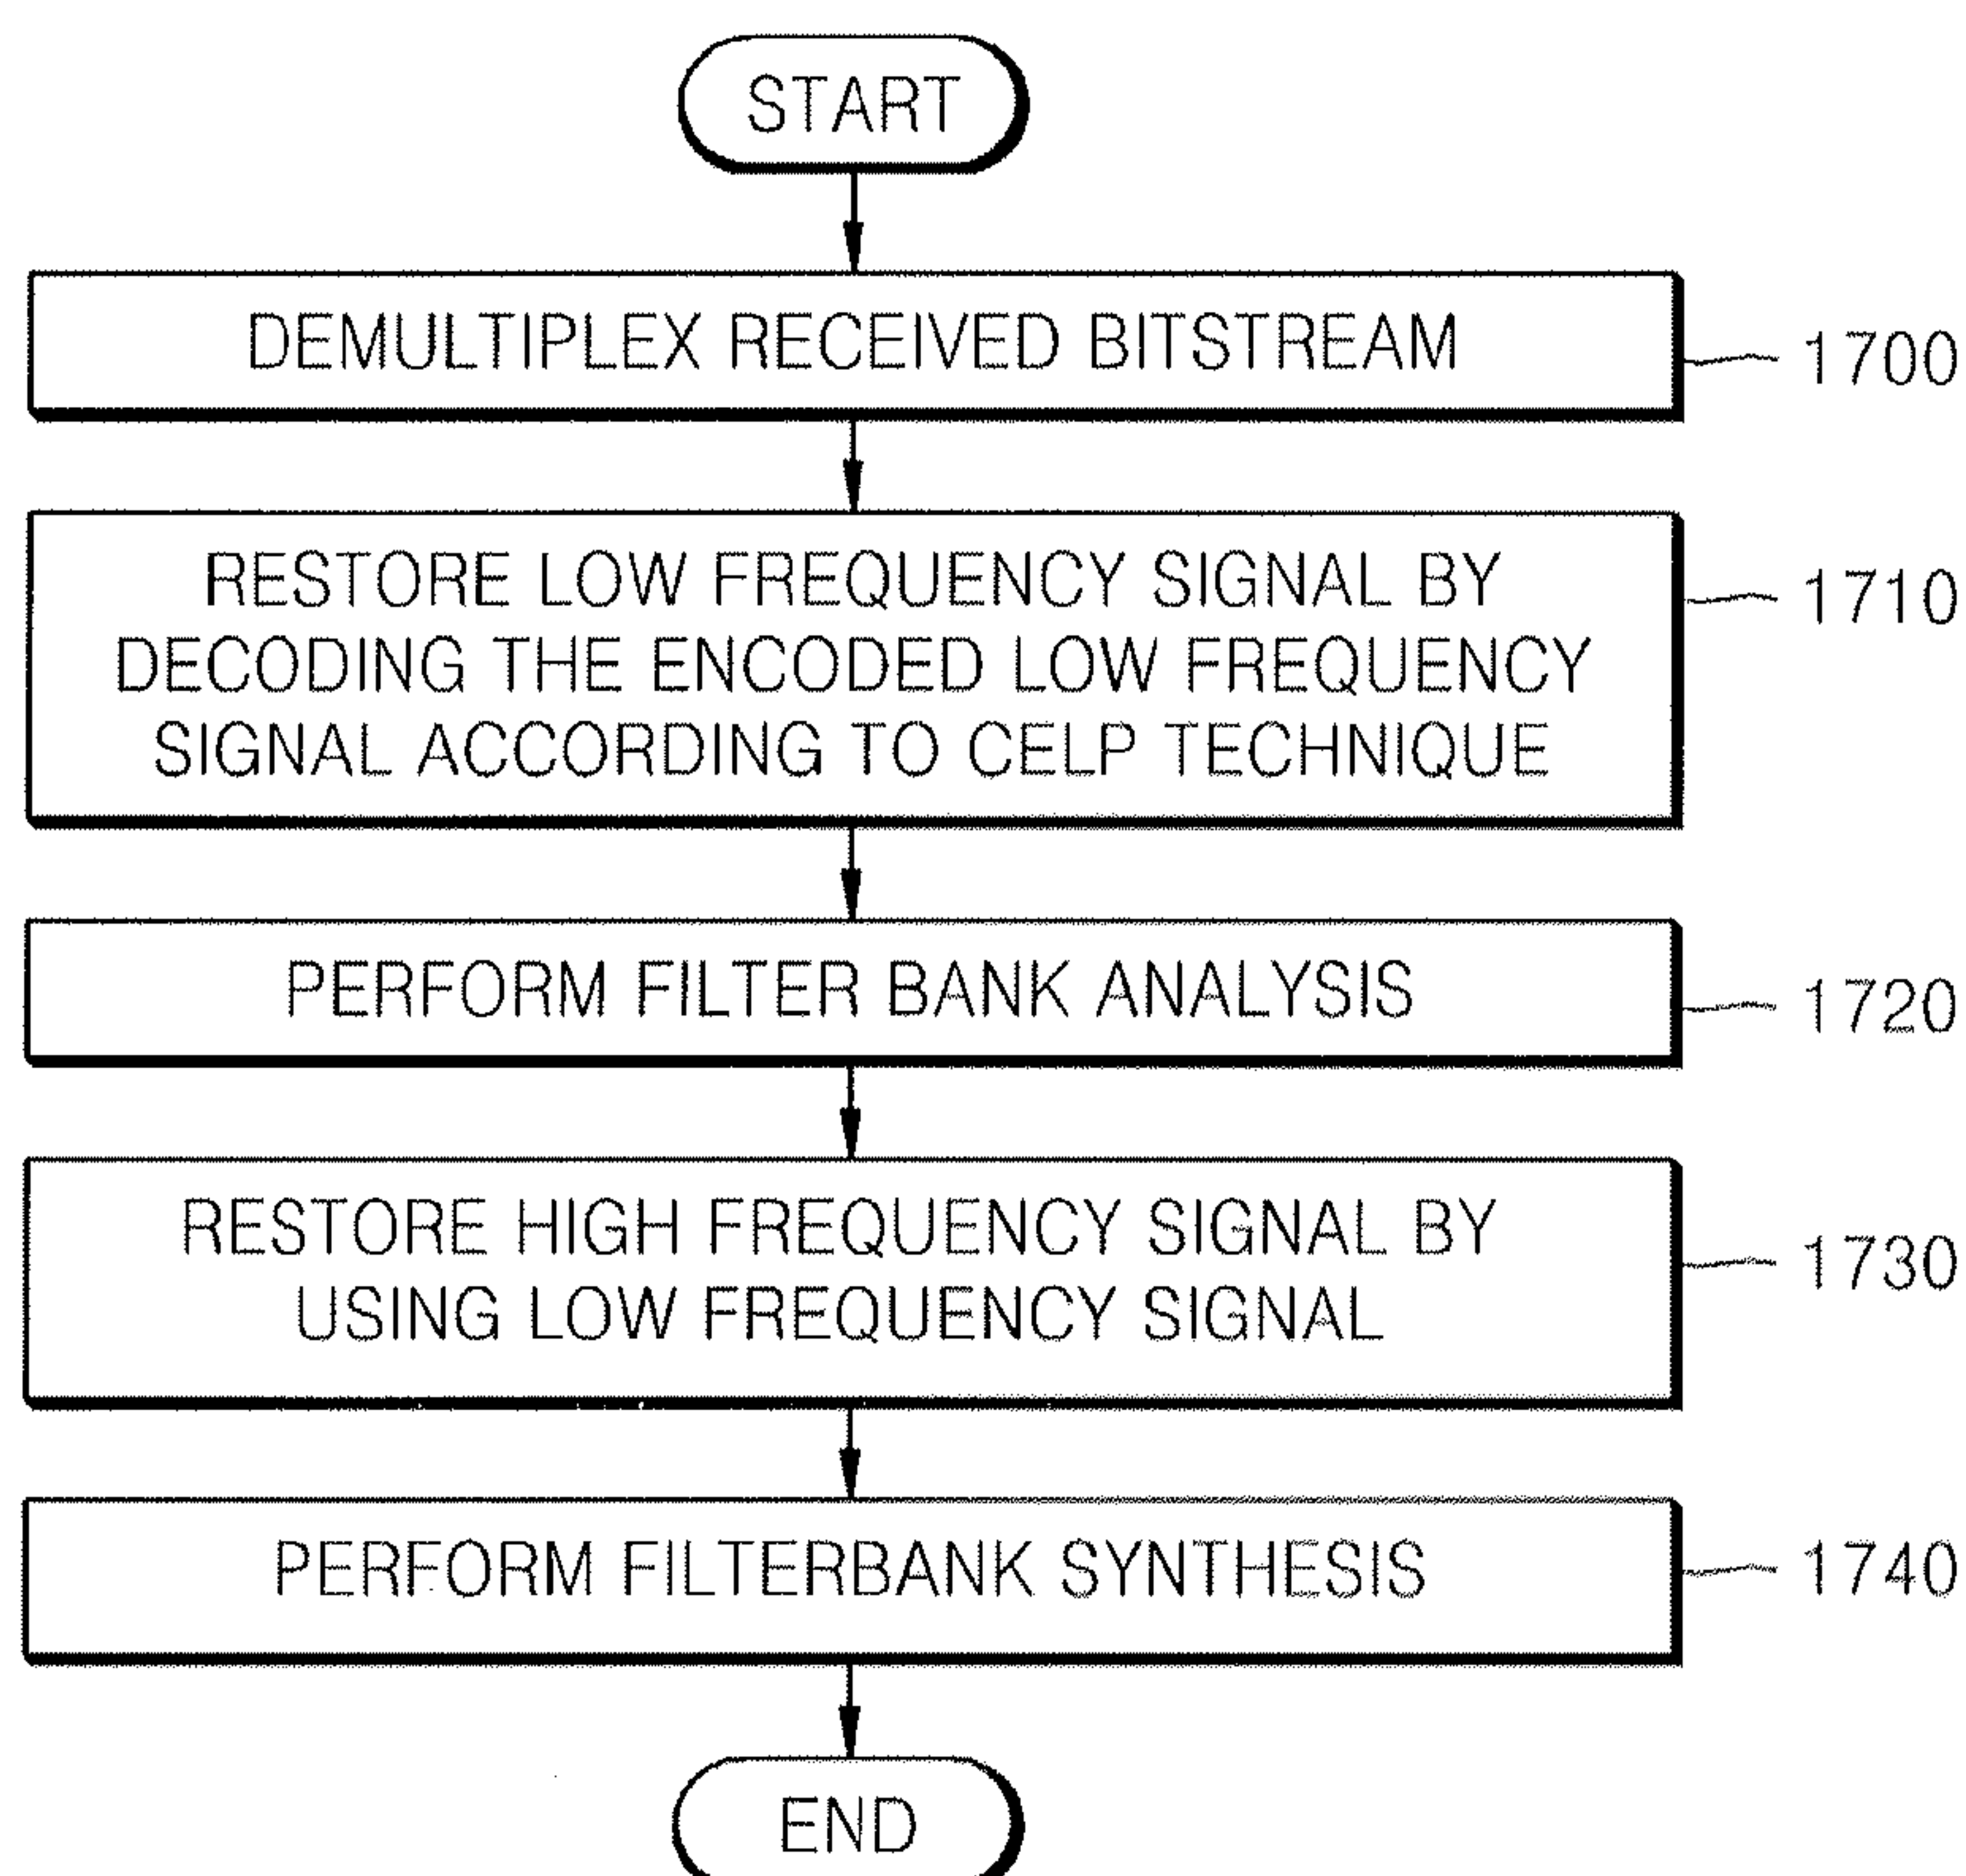 START
DEMULTIPLEX RECEIVED BITSTREAM
1700
RESTORE LOW FREQUENCY SIGNAL BY
DECODING THE ENCODED LOW FREQUENCY
SIGNAL ACCORDING TO CELP TECHNIQUE
1710
PERFORM FILTER BANK ANALYSIS
1720
RESTORE HIGH FREQUENCY SIGNAL BY
USING LOW FREQUENCY SIGNAL
1730
PERFORM FILTERBANK SYNTHESIS
1740
END